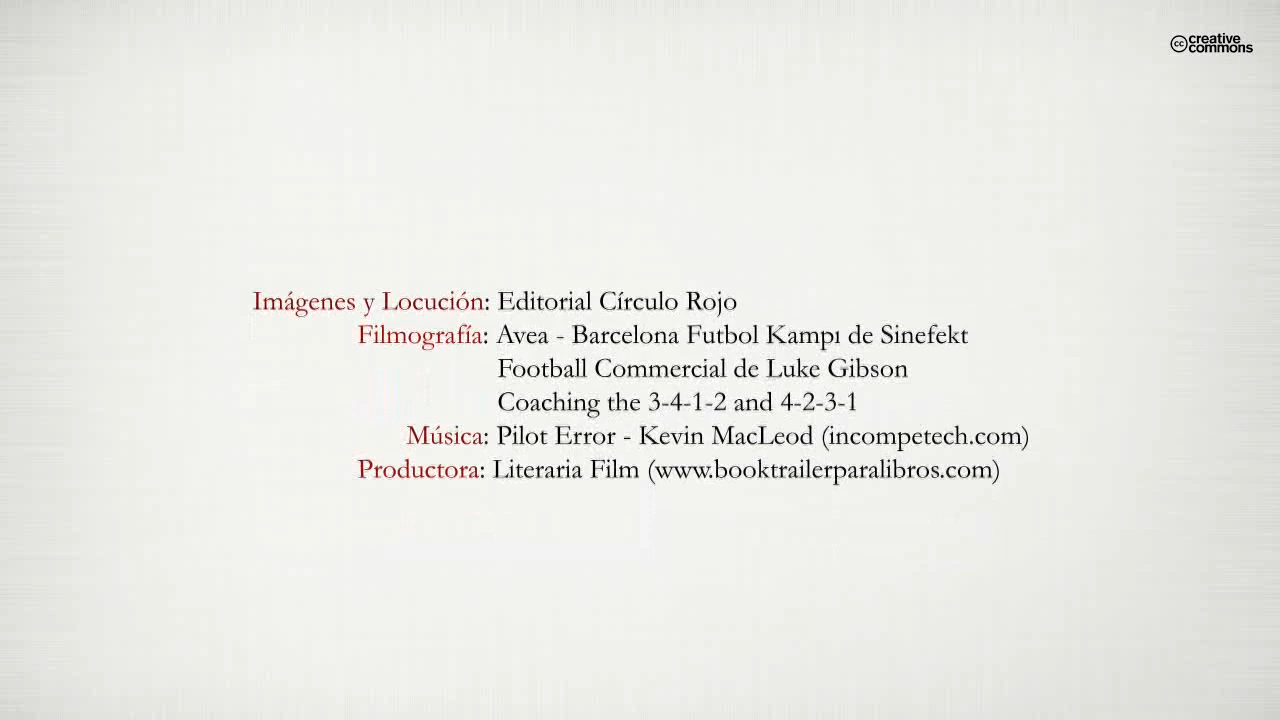 cc creative
commons
Imágenes y Locución: Editorial Círculo Rojo
Filmografía: Avea - Barcelona Futbol Kampı de Sinefekt
Football Commercial de Luke Gibson
Coaching the 3-4-1-2 and 4-2-3-1
Música: Pilot Error - Kevin MacLeod (incompetech.com)
Productora: Literaria Film (www.booktrailerparalibros.com)